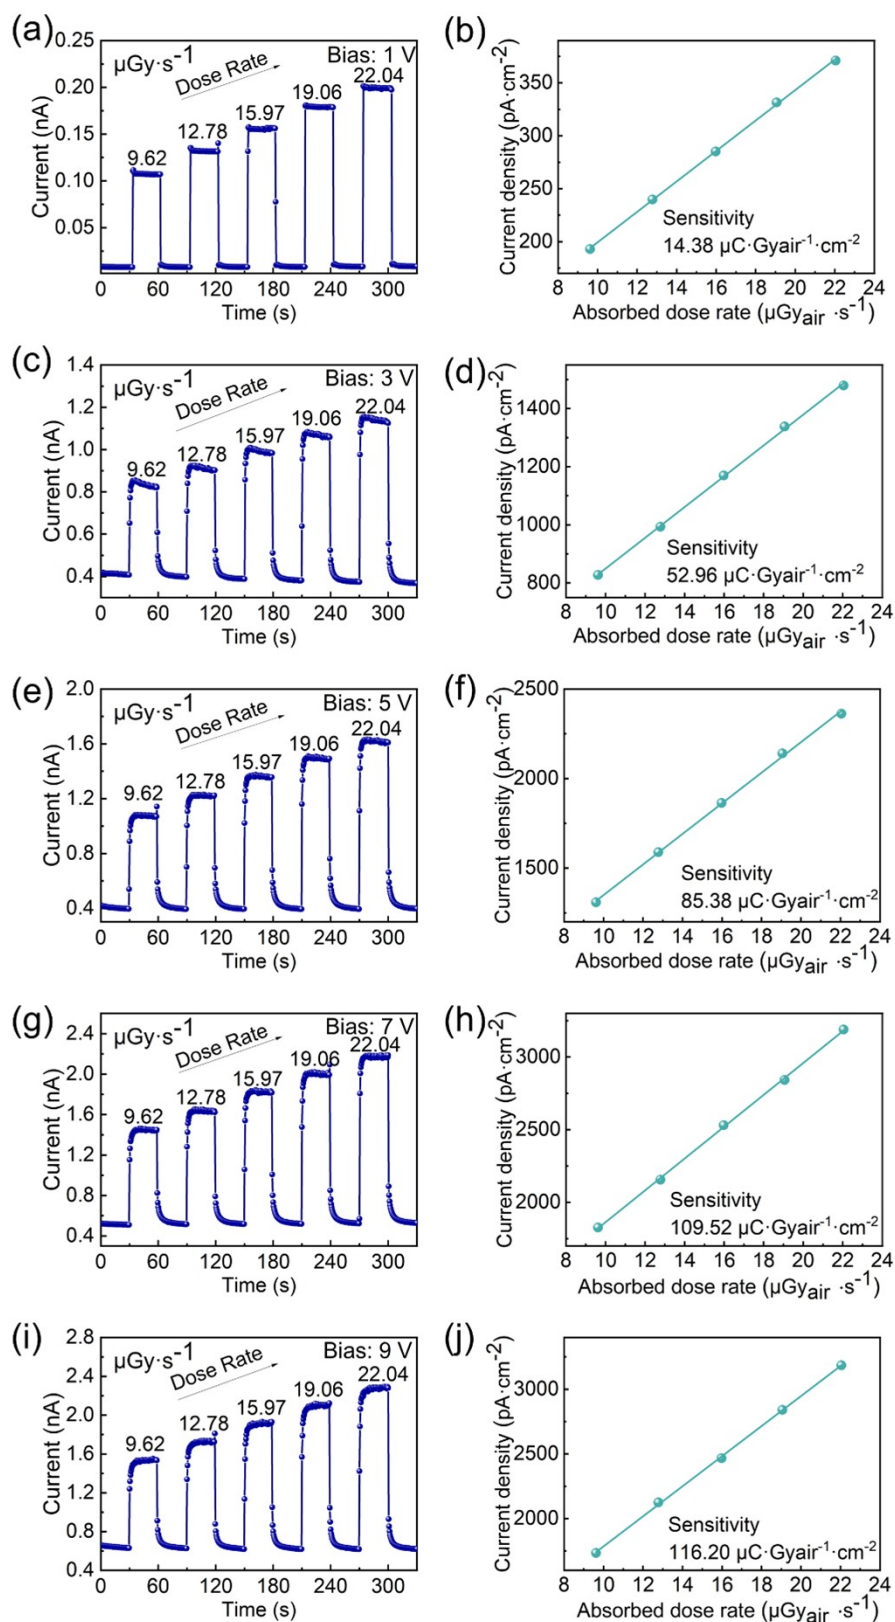 (a)
µGy·s-1
Dose Rate
Bias: 1 V
9.62
12.78
15.97
19.06
22.04
0.25
0.20
0.15
0.10
0.05
Current (nA)
0 60 120 180 240 300
Time (s)
(b)
Current density (pA·cm-2)
350
300
250
200
Sensitivity
14.38 µC·Gyair-1·cm-2
8 10 12 14 16 18 20 22 24
Absorbed dose rate (µGyair ·s-1)
(c)
µGy·s-1
Dose Rate
Bias: 3 V
9.62
12.78
15.97
19.06
22.04
1.4
1.2
1.0
0.8
0.6
0.4
Current (nA)
0 60 120 180 240 300
Time (s)
(d)
Current density (pA·cm-2)
1400
1200
1000
800
Sensitivity
52.96 µC·Gyair-1·cm-2
8 10 12 14 16 18 20 22 24
Absorbed dose rate (µGyair ·s-1)
(e)
µGy·s-1
Dose Rate
Bias: 5 V
9.62
12.78
15.97
19.06
22.04
2.0
1.6
1.2
0.8
0.4
Current (nA)
0 60 120 180 240 300
Time (s)
(f)
Current density (pA·cm-2)
2500
2000
1500
Sensitivity
85.38 µC·Gyair-1·cm-2
8 10 12 14 16 18 20 22 24
Absorbed dose rate (µGyair ·s-1)
(g)
µGy·s-1
Dose Rate
Bias: 7 V
9.62
12.78
15.97
19.06
22.04
2.4
2.0
1.6
1.2
0.8
0.4
Current (nA)
0 60 120 180 240 300
Time (s)
(h)
Current density (pA·cm-2)
3000
2500
2000
Sensitivity
109.52 µC·Gyair-1·cm-2
8 10 12 14 16 18 20 22 24
Absorbed dose rate (µGyair ·s-1)
(i)
µGy·s-1
Dose Rate
Bias: 9 V
9.62
12.78
15.97
19.06
22.04
2.8
2.4
2.0
1.6
1.2
0.8
0.4
Current (nA)
0 60 120 180 240 300
Time (s)
(j)
Current density (pA·cm-2)
3000
2500
2000
Sensitivity
116.20 µC·Gyair-1·cm-2
8 10 12 14 16 18 20 22 24
Absorbed dose rate (µGyair ·s-1)